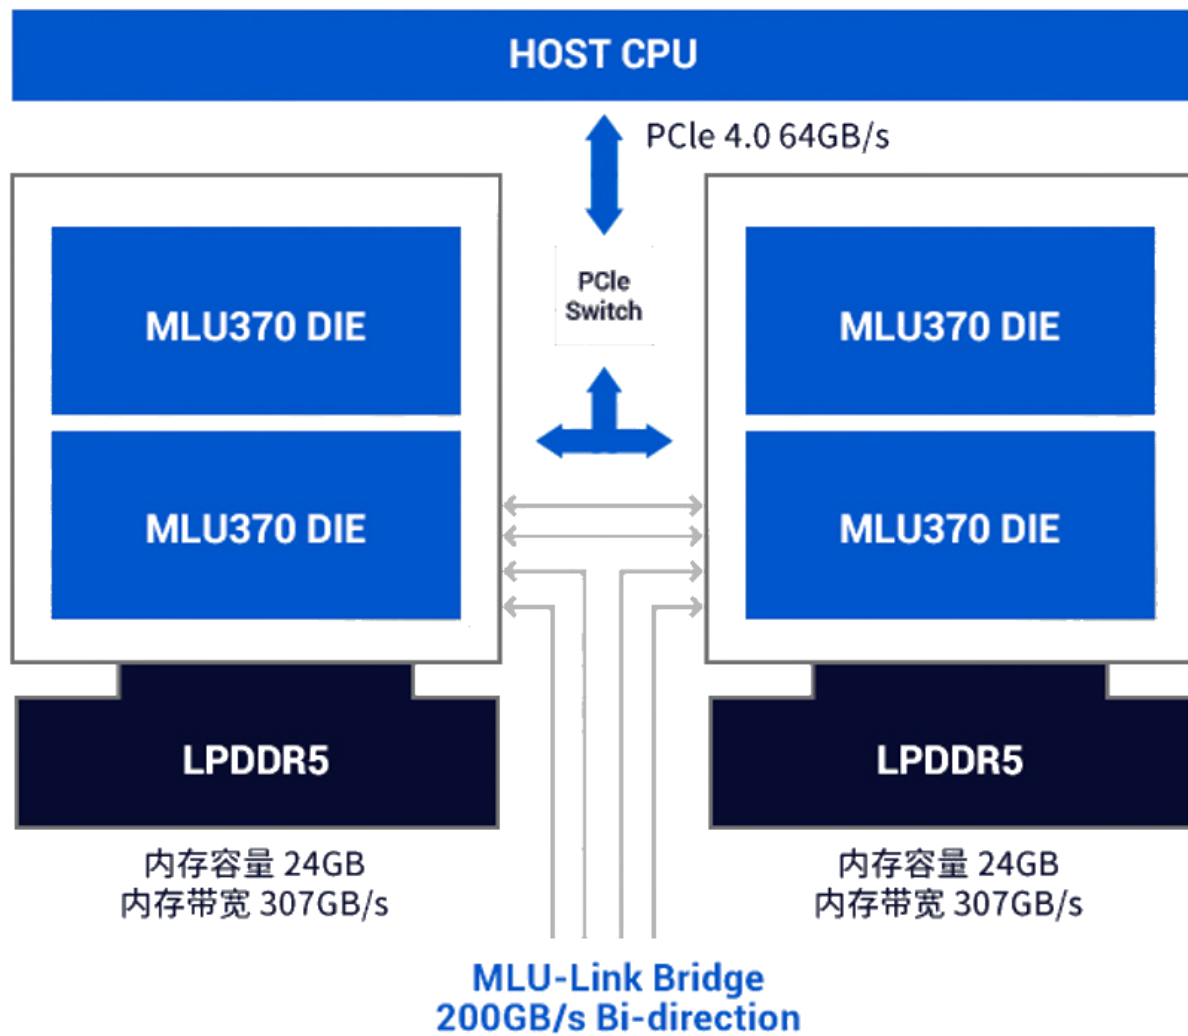 HOST CPU
PCIe 4.0 64GB/s
PCIe
Switch
MLU370 DIE
MLU370 DIE
MLU370 DIE
MLU370 DIE
LPDDR5
LPDDR5
内存容量 24GB
内存带宽 307GB/s
内存容量 24GB
内存带宽 307GB/s
MLU-Link Bridge
200GB/s Bi-direction